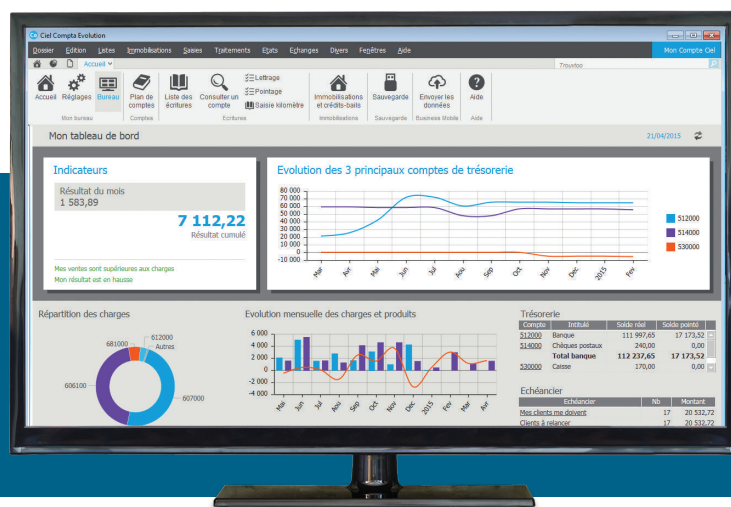 Ciel Compta Evolution
Dossier Edition Listes Immobilisations Saisies Traitements Etats Echanges Divers Fenêtres Aide
Mon Compte Ciel
Accueil
Trouvtoo
Accueil Réglages Bureau Plan de comptes Liste des écritures Consulter un compte
Lettrage
Pointage
Saisie kilomètre
Immobilisations et crédits-bails Sauvegarde Envoyer les données Aide
Mon bureau Comptes Ecritures Immobilisations Sauvegarde Business Mobile Aide
Mon tableau de bord
21/04/2015
Indicateurs
Résultat du mois
1 583,89
7 112,22
Résultat cumulé
Mes ventes sont supérieures aux charges
Mon résultat est en hausse
Evolution des 3 principaux comptes de trésorerie
80 000
70 000
60 000
50 000
40 000
30 000
20 000
10 000
0
-10 000
Mar Avr Mai Jun Jul Aou Sep Oct Nov Dec 2015 Fev
512000
514000
530000
Répartition des charges
681000
612000
Autres
606100
607000
Evolution mensuelle des charges et produits
6 000
4 000
2 000
0
-2 000
-4 000
Mai Jun Jul Aou Sep Oct Nov Dec 2015 Fev Mar Avr
Trésorerie
Compte Intitulé Solde réel Solde pointé
512000 Banque 111 997,65 17 173,52
514000 Chèques postaux 240,00 0,00
Total banque 112 237,65 17 173,52
530000 Caisse 170,00 0,00
Echéancier
Echéancier Nb Montant
Mes clients me doivent 17 20 532,72
Clients à relancer 17 20 532,72